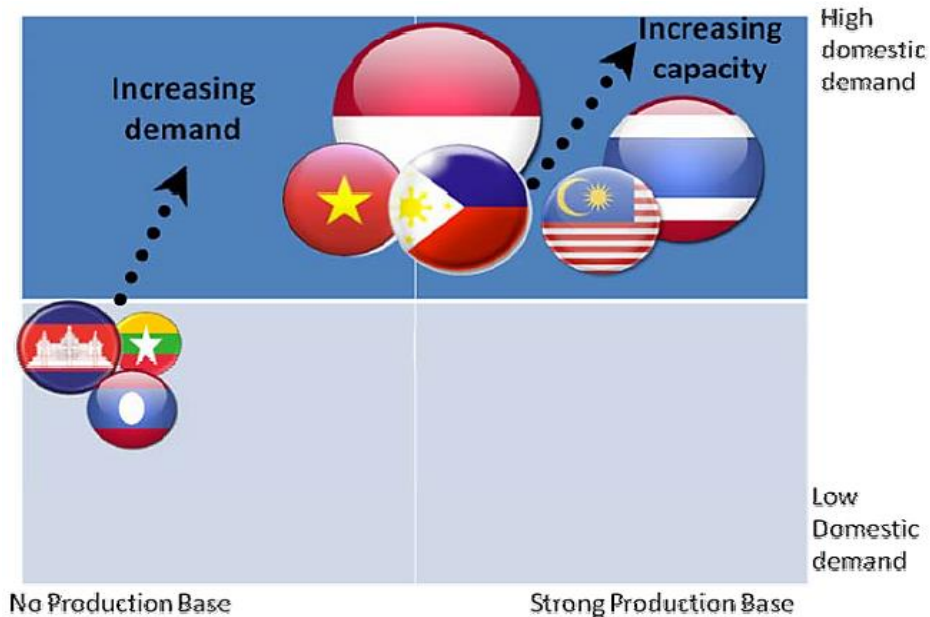 High
domestic
demand
Increasing
capacity
Increasing
demand
Low
Domestic
demand
No Production Base
Strong Production Base